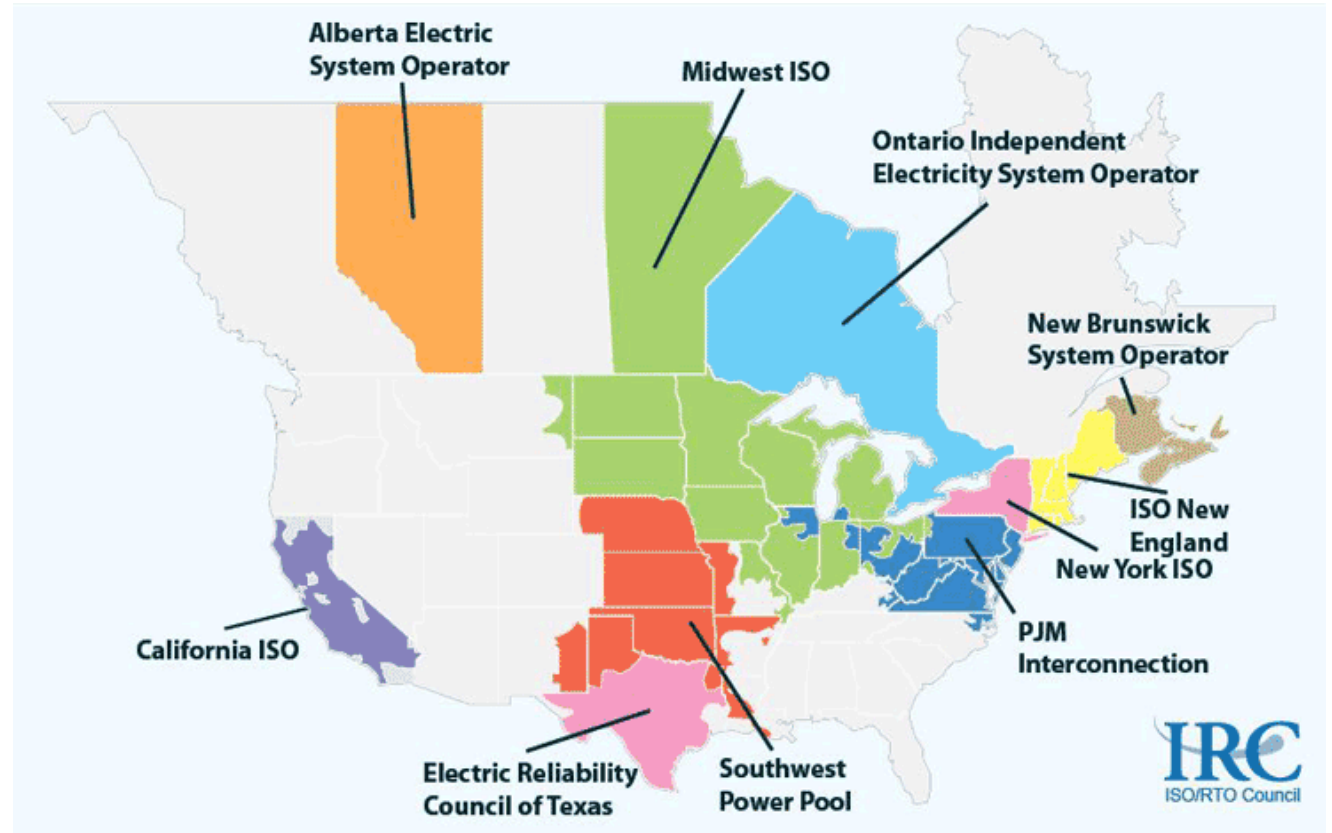 Alberta Electric
System Operator
Midwest ISO
Ontario Independent
Electricity System Operator
New Brunswick
System Operator
ISO New
England
New York ISO
PJM
Interconnection
California ISO
Electric Reliability
Council of Texas
Southwest
Power Pool
IRC
ISO/RTO Council